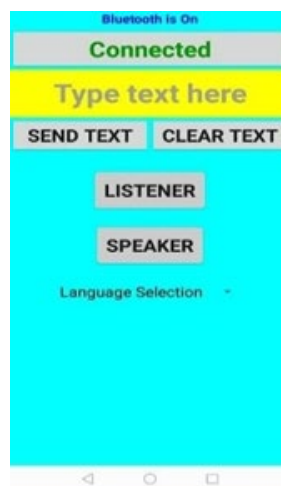 Bluetooth is On
Connected
Type text here
SEND TEXT CLEAR TEXT
LISTENER
SPEAKER
Language Selection